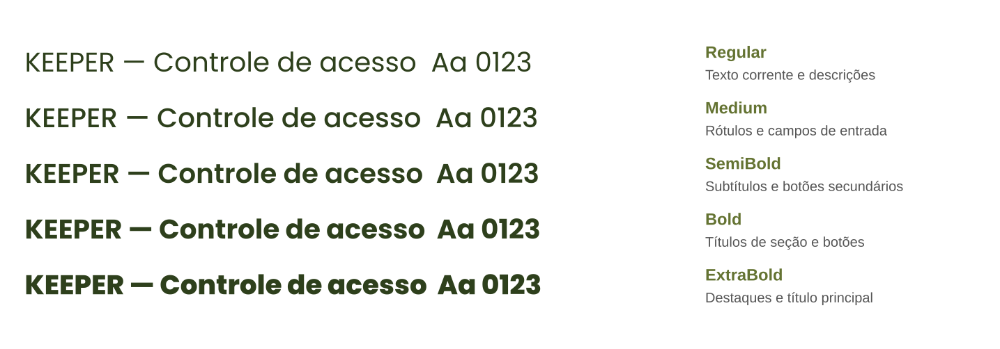 KEEPER — Controle de acesso Aa 0123
Regular
Texto corrente e descrições
KEEPER — Controle de acesso Aa 0123
Medium
Rótulos e campos de entrada
KEEPER — Controle de acesso Aa 0123
SemiBold
Subtítulos e botões secundários
KEEPER — Controle de acesso Aa 0123
Bold
Títulos de seção e botões
KEEPER — Controle de acesso Aa 0123
ExtraBold
Destaques e título principal